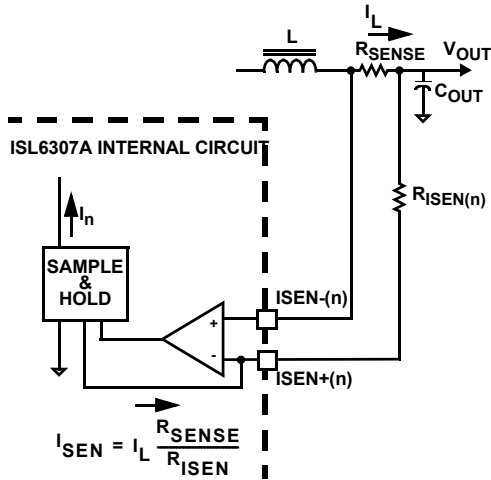 I_L
L
R_SENSE
V_OUT
C_OUT
ISL6307A INTERNAL CIRCUIT
R_ISEN(n)
I_n
SAMPLE
&
HOLD
ISEN-(n)
+
-
ISEN+(n)
I_SEN = I_L R_SENSE / R_ISEN